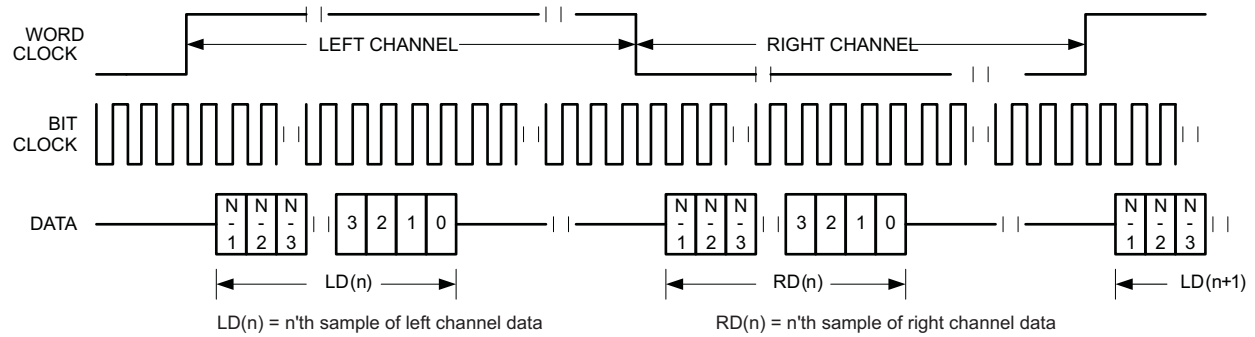 WORD
CLOCK
LEFT CHANNEL
RIGHT CHANNEL
BIT
CLOCK
DATA
N - 1 N - 2 N - 3 3 2 1 0 N - 1 N - 2 N - 3 3 2 1 0 N - 1 N - 2 N - 3
LD(n) RD(n) LD(n+1)
LD(n) = n'th sample of left channel data RD(n) = n'th sample of right channel data